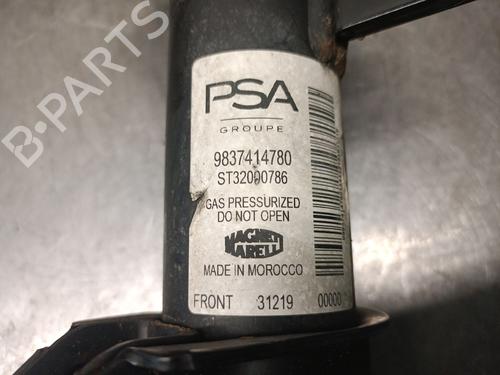 B-PARTS
PSA
GROUPE
9837414780
ST32000786
GAS PRESSURIZED
DO NOT OPEN
MAGNETI
MARELLI
MADE IN MOROCCO
FRONT 31219 00000